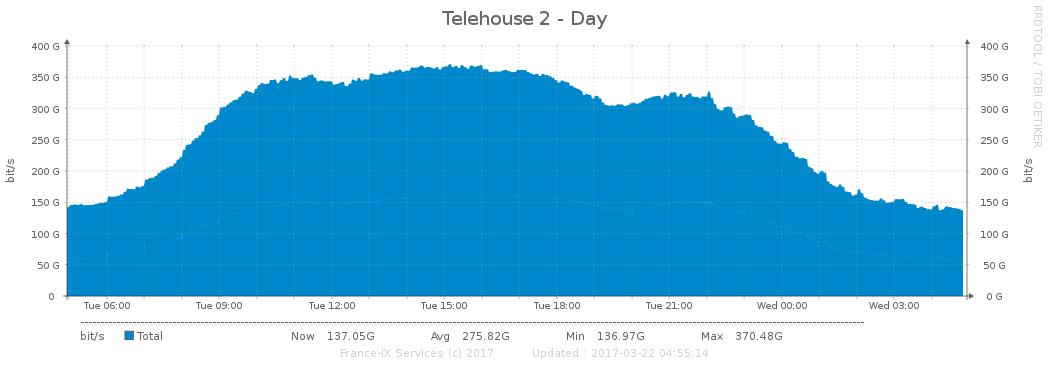 Telehouse 2 - Day
RRDTOOL / TOBI OETIKER
400 G 400 G
350 G 350 G
300 G 300 G
250 G 250 G
200 G 200 G
150 G 150 G
100 G 100 G
50 G 50 G
0 0 G
bit/s
bit/s
Tue 06:00 Tue 09:00 Tue 12:00 Tue 15:00 Tue 18:00 Tue 21:00 Wed 00:00 Wed 03:00
bit/s Total Now 137.05G Avg 275.82G Min 136.97G Max 370.48G
France-IX Services (c) 2017 Updated : 2017-03-22 04:55:14